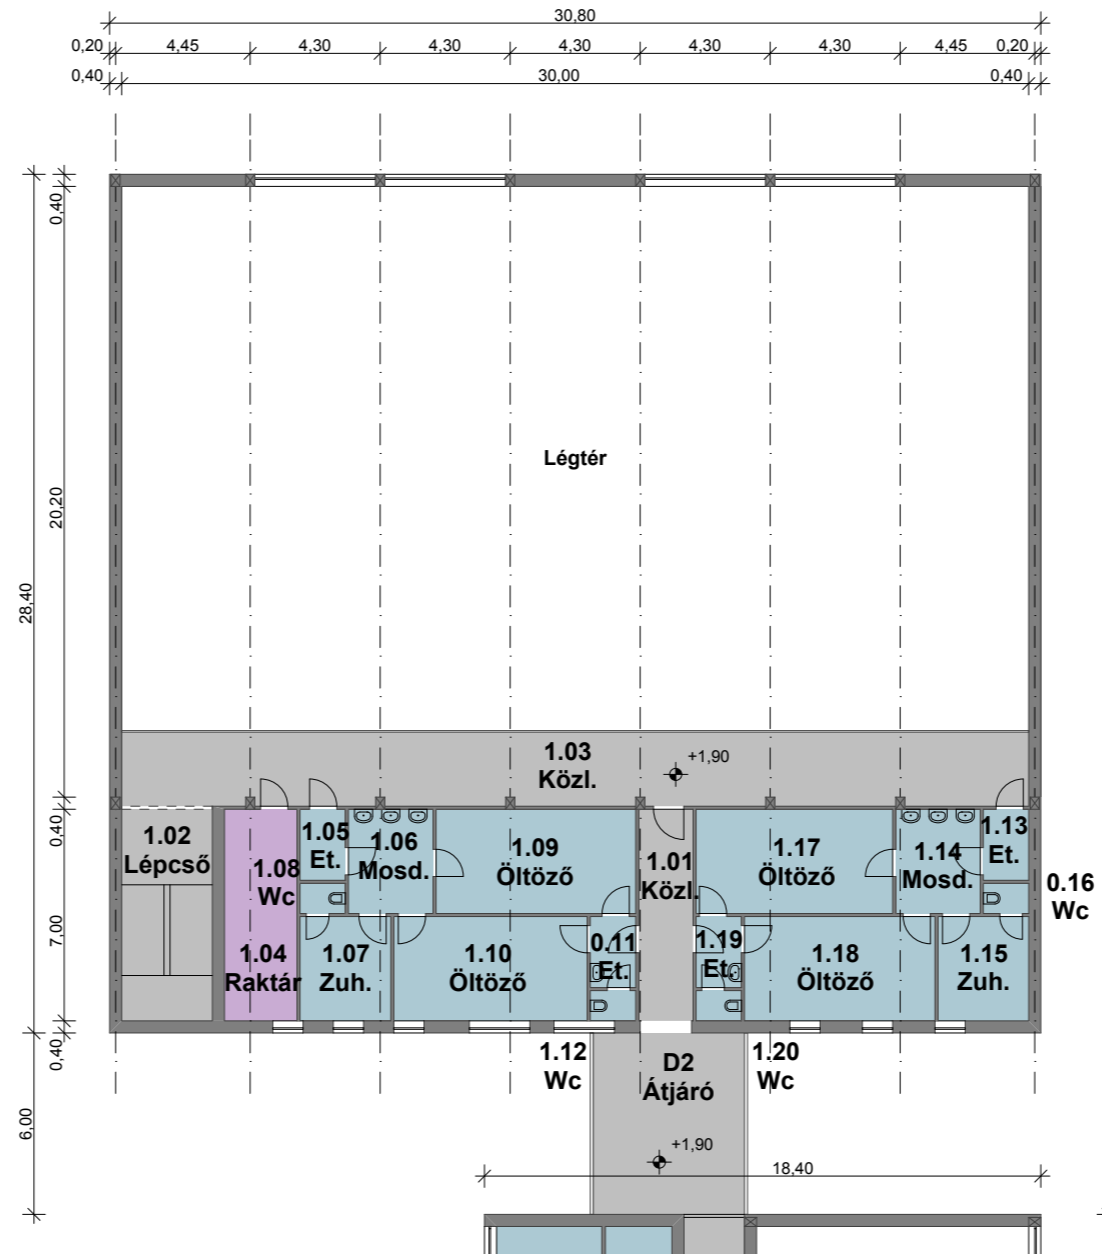 30,80
0,20 4,45 4,30 4,30 4,30 4,30 4,30 4,45 0,20
0,40 30,00 0,40
0,40
Légtér
20,20
28,40
1.03
Közl.
+1,90
0,40
1.02
Lépcső
1.08
Wc
1.05
Et.
1.06
Mosd.
1.09
Öltöző
1.01
Közl.
1.17
Öltöző
1.14
Mosd.
1.13
Et.
0.16
Wc
7,00
1.04
Raktár
1.07
Zuh.
1.10
Öltöző
0.11
Et.
1.19
Et.
1.18
Öltöző
1.15
Zuh.
0,40
1.12
Wc
D2
Átjáró
1.20
Wc
6,00
+1,90
18,40